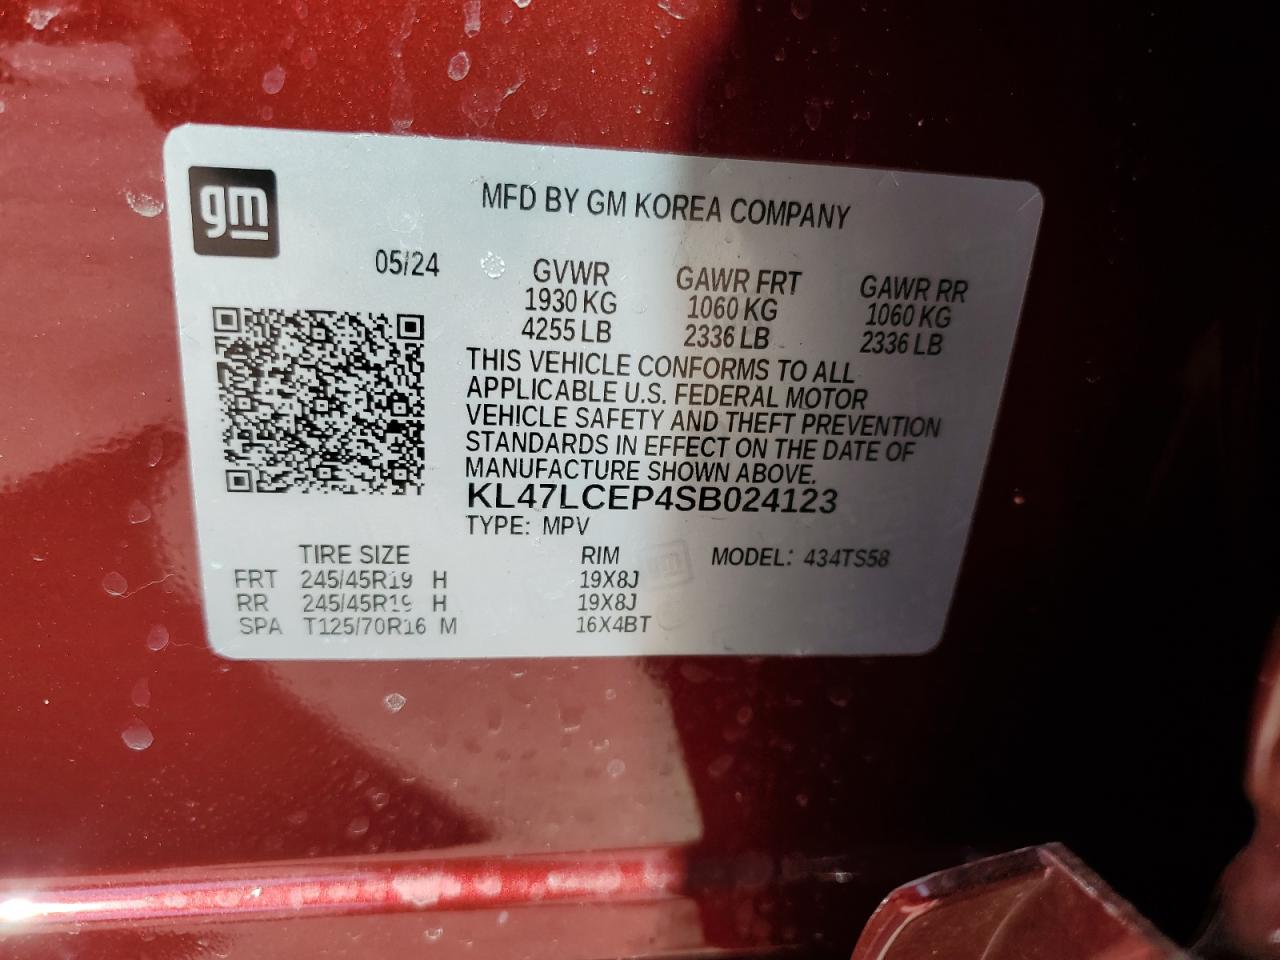 gm
MFD BY GM KOREA COMPANY
05/24
GVWR GAWR FRT GAWR RR
1930 KG 1060 KG 1060 KG
4255 LB 2336 LB 2336 LB
THIS VEHICLE CONFORMS TO ALL
APPLICABLE U.S. FEDERAL MOTOR
VEHICLE SAFETY AND THEFT PREVENTION
STANDARDS IN EFFECT ON THE DATE OF
MANUFACTURE SHOWN ABOVE.
KL47LCEP4SB024123
TYPE: MPV
TIRE SIZE RIM MODEL: 434TS58
FRT 245/45R19 H 19X8J
RR 245/45R19 H 19X8J
SPA T125/70R16 M 16X4BT